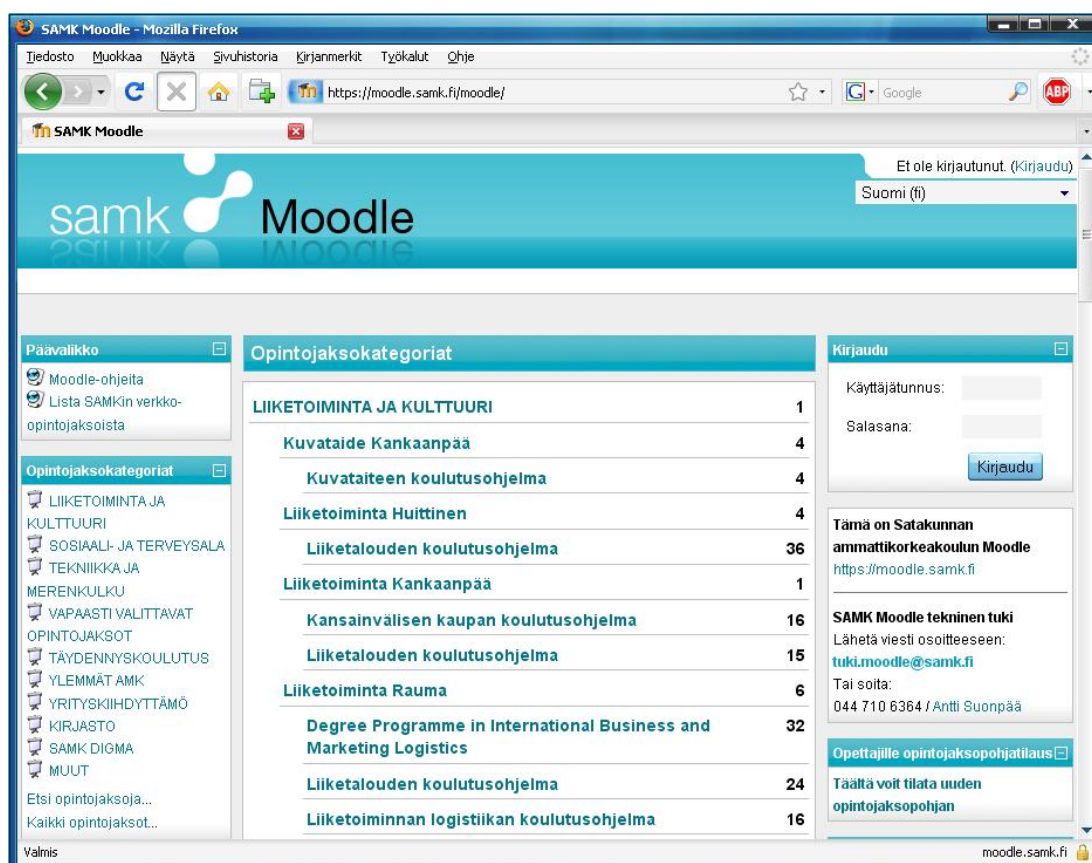 SAMK Moodle - Mozilla Firefox
Tiedosto Muokkaa Näytä Sivuhistoria Kirjanmerkit Työkalut Ohje
https://moodle.samk.fi/moodle/
Google
ABP
SAMK Moodle
Et ole kirjautunut. (Kirjaudu)
Suomi (fi)
samk Moodle
Päävalikko
Moodle-ohjeita
Lista SAMKin verkko-
opintojaksoista
Opintojaksokategoriat
LIIKETOIMINTA JA
KULTTUURI
SOSIAALI- JA TERVEYSALA
TEKNIIKKA JA
MERENKULKU
VAPAASTI VALITTAVAT
OPINTOJAKSOT
TÄYDENNYSKOULUTUS
YLEMMÄT AMK
YRITYSKIIHDYTTÄMÖ
KIRJASTO
SAMK DIGMA
MUUT
Etsi opintojaksoja...
Kaikki opintojaksot...
Opintojaksokategoriat
LIIKETOIMINTA JA KULTTUURI 1
Kuvataide Kankaanpää 4
Kuvataiteen koulutusohjelma 4
Liiketoiminta Huittinen 4
Liiketalouden koulutusohjelma 36
Liiketoiminta Kankaanpää 1
Kansainvälisen kaupan koulutusohjelma 16
Liiketalouden koulutusohjelma 15
Liiketoiminta Rauma 6
Degree Programme in International Business and 32
Marketing Logistics
Liiketalouden koulutusohjelma 24
Liiketoiminnan logistiikan koulutusohjelma 16
Kirjaudu
Käyttäjätunnus:
Salasana:
Kirjaudu
Tämä on Satakunnan
ammattikorkeakoulun Moodle
https://moodle.samk.fi
SAMK Moodle tekninen tuki
Lähetä viesti osoitteeseen:
tuki.moodle@samk.fi
Tai soita:
044 710 6364 / Antti Suonpää
Opettajille opintojaksopohjatilaus
Täältä voit tilata uuden
opintojaksopohjan
Valmis
moodle.samk.fi